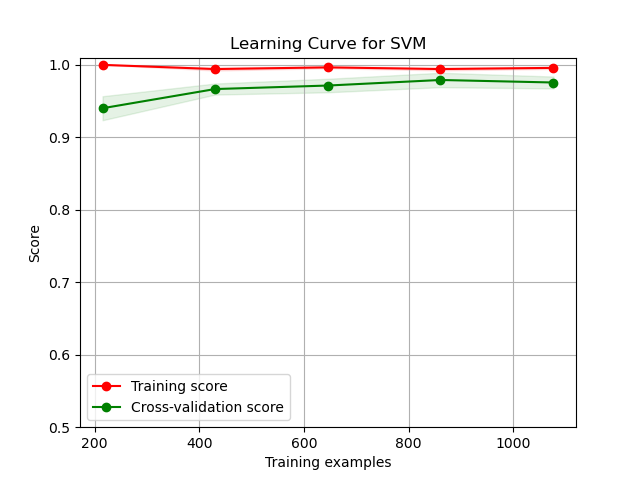 Learning Curve for SVM
1.0
0.9
0.8
0.7
0.6
0.5
Score
Training score
Cross-validation score
200 400 600 800 1000
Training examples